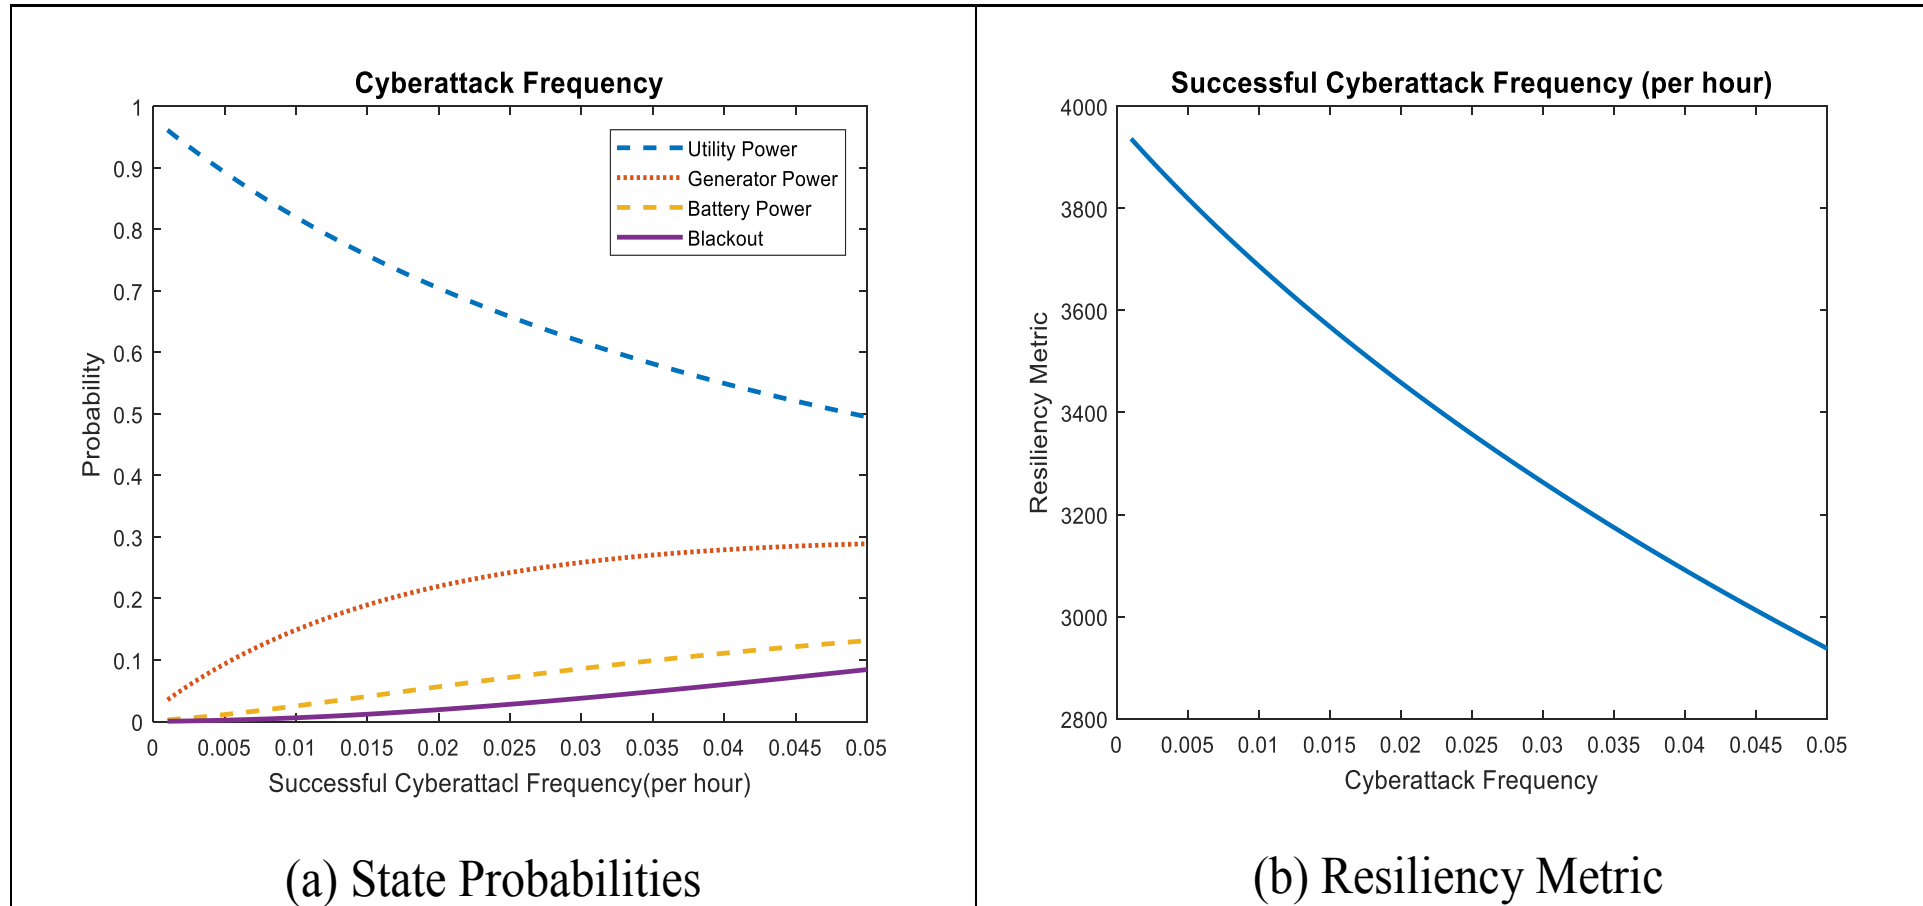 Cyberattack Frequency
1
0.9
0.8
0.7
0.6
0.5
0.4
0.3
0.2
0.1
0
Probability
Utility Power
Generator Power
Battery Power
Blackout
0 0.005 0.01 0.015 0.02 0.025 0.03 0.035 0.04 0.045 0.05
Successful Cyberattacl Frequency(per hour)
(a) State Probabilities
Successful Cyberattack Frequency (per hour)
4000
3800
3600
3400
3200
3000
2800
Resiliency Metric
0 0.005 0.01 0.015 0.02 0.025 0.03 0.035 0.04 0.045 0.05
Cyberattack Frequency
(b) Resiliency Metric